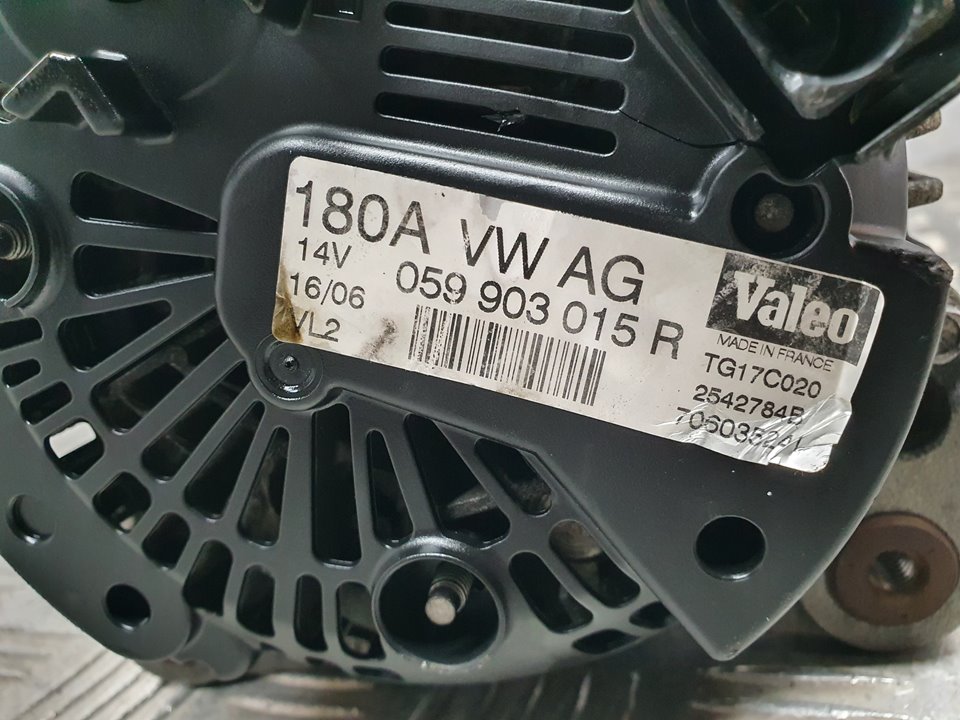 180A VW AG
14V 059 903 015 R
16/06
VL2
Valeo
MADE IN FRANCE
TG17C020
2542784B